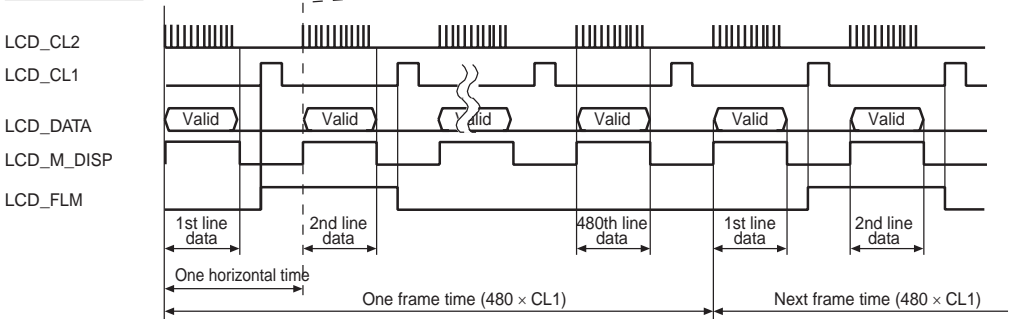 LCD_CL2
LCD_CL1
LCD_DATA
Valid Valid Valid Valid Valid Valid
LCD_M_DISP
LCD_FLM
1st line data
2nd line data
480th line data
1st line data
2nd line data
One horizontal time
One frame time (480 × CL1)
Next frame time (480 × CL1)